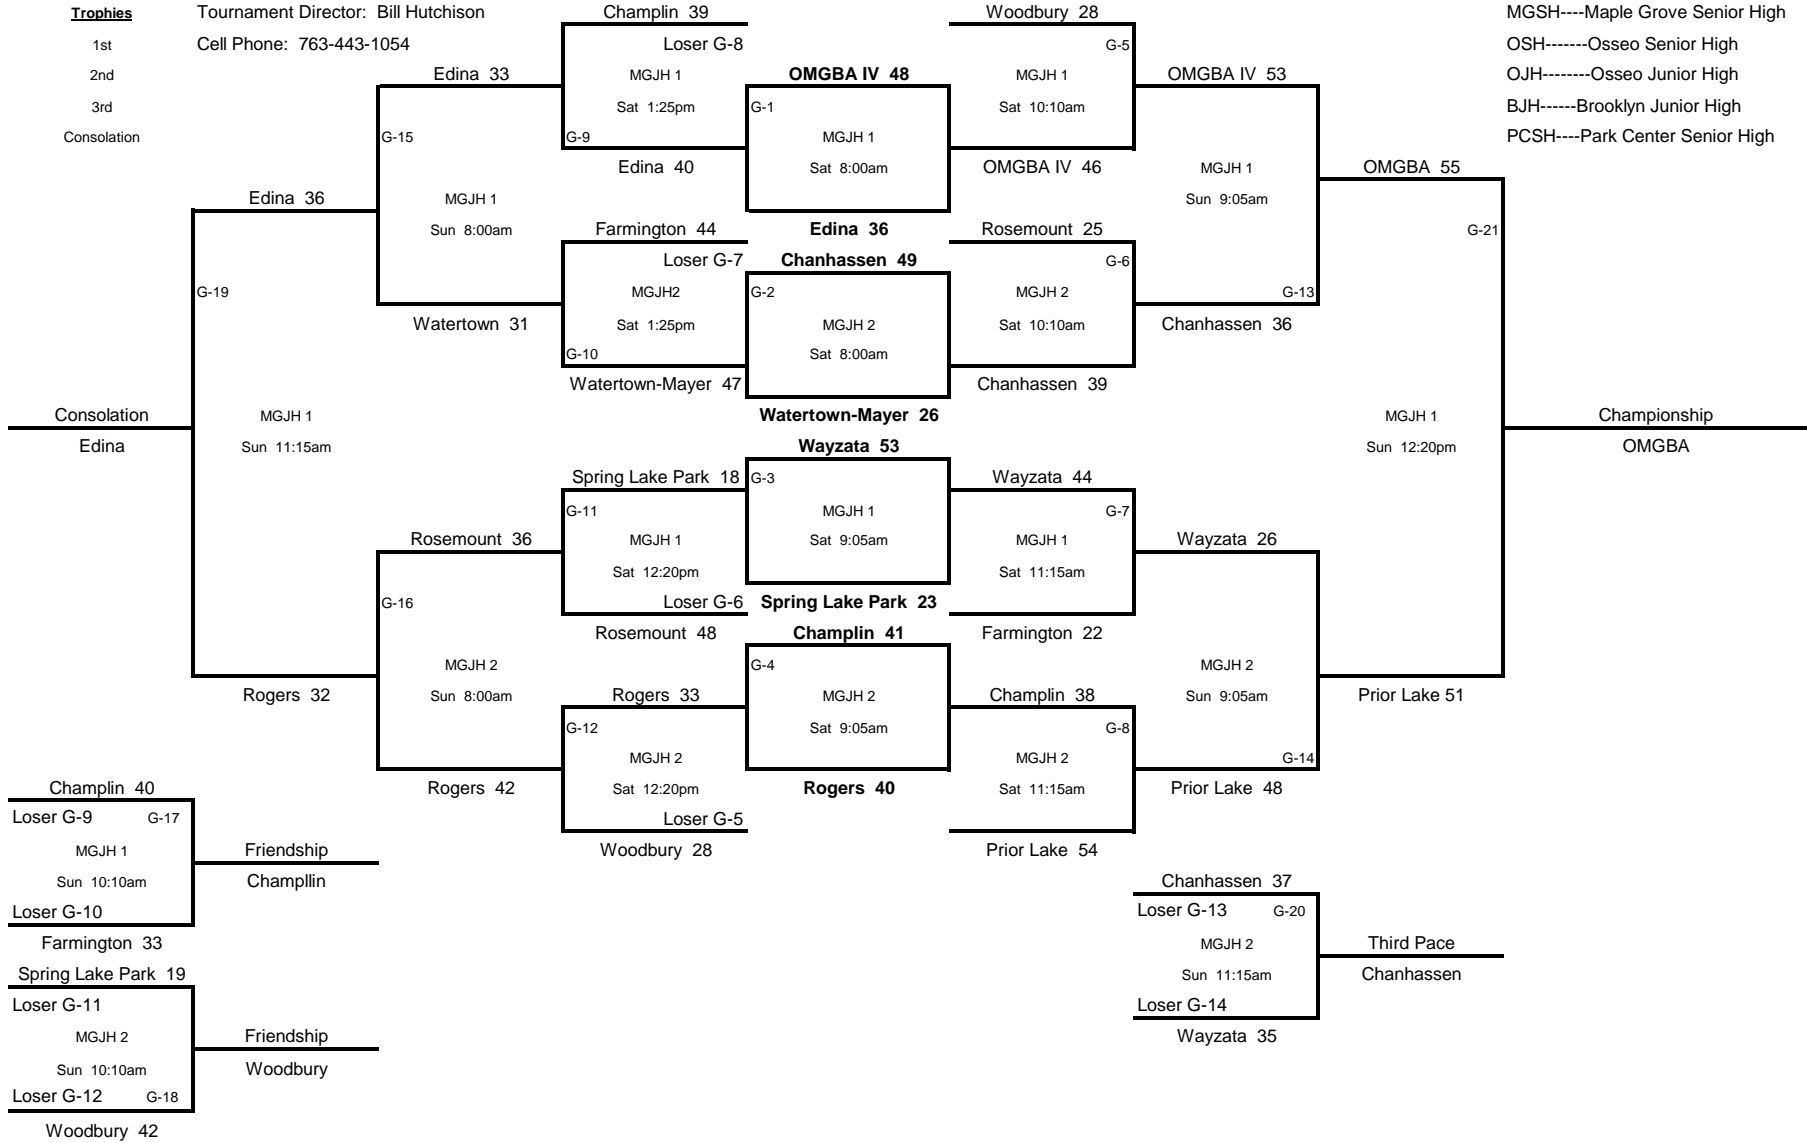 Trophies
1st
2nd
3rd
Consolation
Tournament Director:  Bill Hutchison
Cell Phone:  763-443-1054
MGSH----Maple Grove Senior High
OSH-------Osseo Senior High
OJH--------Osseo Junior High
BJH------Brooklyn Junior High
PCSH----Park Center Senior High
Consolation
Edina
Edina  36
G-19
MGJH 1
Sun  11:15am
Rogers  32
Edina  33
G-15
MGJH 1
Sun  8:00am
Watertown  31
Rosemount  36
G-16
MGJH 2
Sun  8:00am
Rogers  42
Champlin  39
Loser G-8
MGJH 1
Sat  1:25pm
G-9
Edina  40
Farmington  44
Loser G-7
MGJH2
Sat  1:25pm
G-10
Watertown-Mayer  47
Spring Lake Park  18
G-11
MGJH 1
Sat  12:20pm
Loser G-6
Rosemount  48
Rogers  33
G-12
MGJH 2
Sat  12:20pm
Loser G-5
Woodbury  28
OMGBA IV  48
G-1
MGJH 1
Sat  8:00am
Edina  36
Chanhassen  49
G-2
MGJH 2
Sat  8:00am
Watertown-Mayer  26
Wayzata  53
G-3
MGJH 1
Sat  9:05am
Spring Lake Park  23
Champlin  41
G-4
MGJH 2
Sat  9:05am
Rogers  40
Woodbury  28
G-5
MGJH 1
Sat  10:10am
OMGBA IV  46
Rosemount  25
G-6
MGJH 2
Sat  10:10am
Chanhassen  39
Wayzata  44
G-7
MGJH 1
Sat  11:15am
Farmington  22
Champlin  38
G-8
MGJH 2
Sat  11:15am
Prior Lake  54
OMGBA IV  53
MGJH 1
Sun  9:05am
G-13
Chanhassen  36
Wayzata  26
MGJH 2
Sun  9:05am
G-14
Prior Lake  48
OMGBA  55
G-21
MGJH 1
Sun  12:20pm
Prior Lake 51
Championship
OMGBA
Champlin  40
Loser G-9  G-17
MGJH 1
Sun  10:10am
Loser G-10
Farmington  33
Friendship
Champllin
Spring Lake Park  19
Loser G-11
MGJH 2
Sun  10:10am
Loser G-12  G-18
Woodbury  42
Friendship
Woodbury
Chanhassen  37
Loser G-13  G-20
MGJH 2
Sun  11:15am
Loser G-14
Wayzata  35
Third Pace
Chanhassen